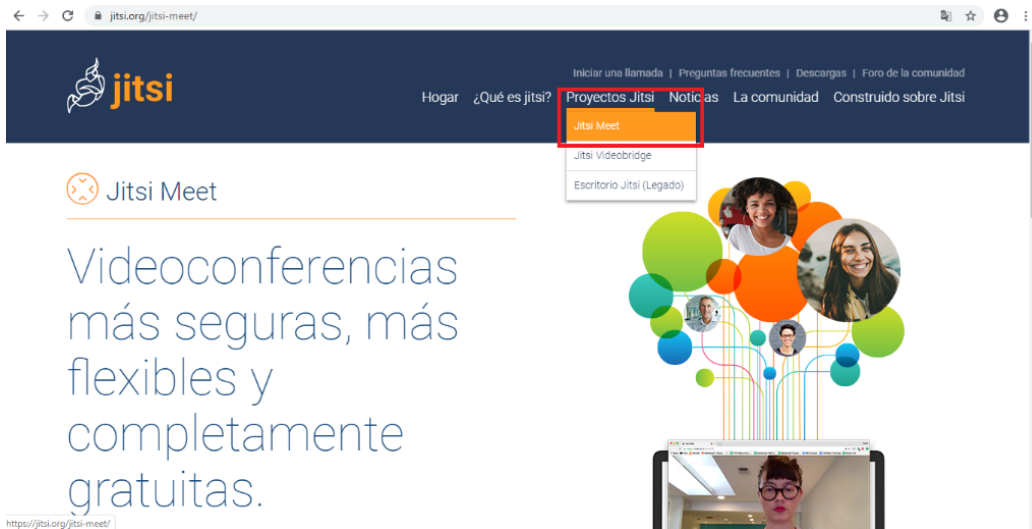 jitsi.org/jitsi-meet/
jitsi
Iniciar una llamada | Preguntas frecuentes | Descargas | Foro de la comunidad
Hogar ¿Qué es jitsi? Proyectos Jitsi Noticias La comunidad Construido sobre Jitsi
Jitsi Meet
Jitsi Videobridge
Escritorio Jitsi (Legado)
Jitsi Meet
Videoconferencias
más seguras, más
flexibles y
completamente
gratuitas.
https://jitsi.org/jitsi-meet/